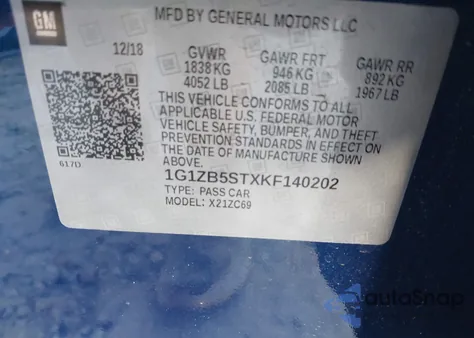 GM
MFD BY GENERAL MOTORS LLC
12/18
GVWR GAWR FRT GAWR RR
1838 KG 946 KG 892 KG
4052 LB 2085 LB 1967 LB
THIS VEHICLE CONFORMS TO ALL
APPLICABLE U.S. FEDERAL MOTOR
VEHICLE SAFETY, BUMPER, AND THEFT
PREVENTION STANDARDS IN EFFECT ON
THE DATE OF MANUFACTURE SHOWN
ABOVE.
617D
1G1ZB5STXKF140202
TYPE: PASS CAR
MODEL: X21ZC69
autoSnap